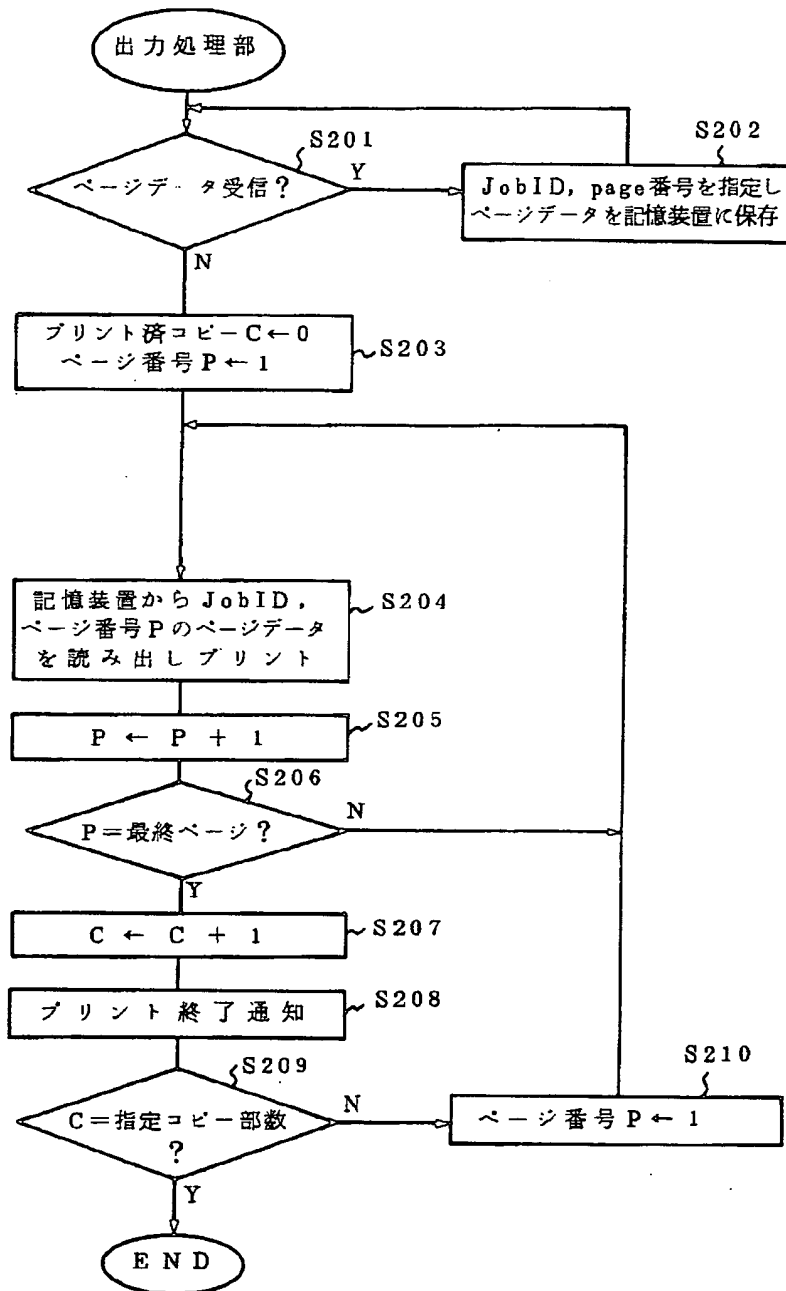 出力処理部
S201
ページデータ受信?
Y
S202
JobID, page番号を指定し
ページデータを記憶装置に保存
N
プリント済コピーC←0
ページ番号P←1
S203
記憶装置からJobID,
ページ番号Pのページデータ
を読み出しプリント
S204
P ← P + 1
S205
S206
P=最終ページ?
N
Y
C ← C + 1
S207
プリント終了通知
S208
S209
C=指定コピー部数
?
N
S210
ページ番号P←1
Y
END